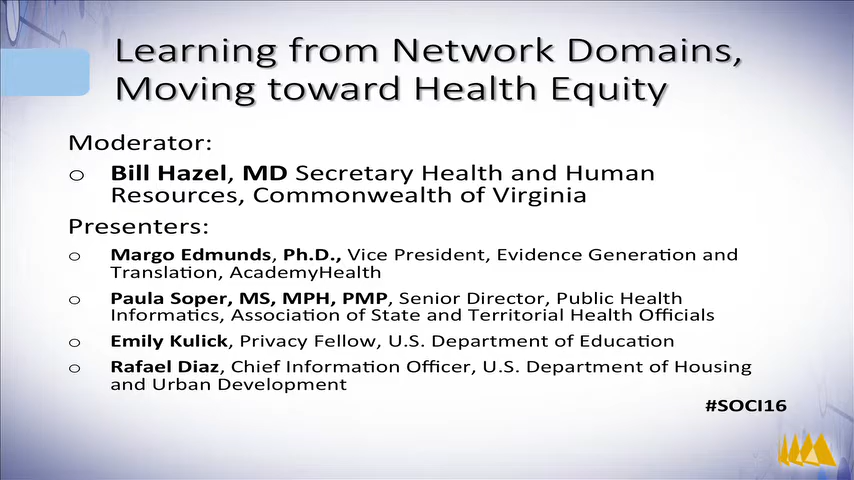 Learning from Network Domains,
Moving toward Health Equity
Moderator:
o Bill Hazel, MD Secretary Health and Human
Resources, Commonwealth of Virginia
Presenters:
o Margo Edmunds, Ph.D., Vice President, Evidence Generation and
Translation, AcademyHealth
o Paula Soper, MS, MPH, PMP, Senior Director, Public Health
Informatics, Association of State and Territorial Health Officials
o Emily Kulick, Privacy Fellow, U.S. Department of Education
o Rafael Diaz, Chief Information Officer, U.S. Department of Housing
and Urban Development
#SOCI16